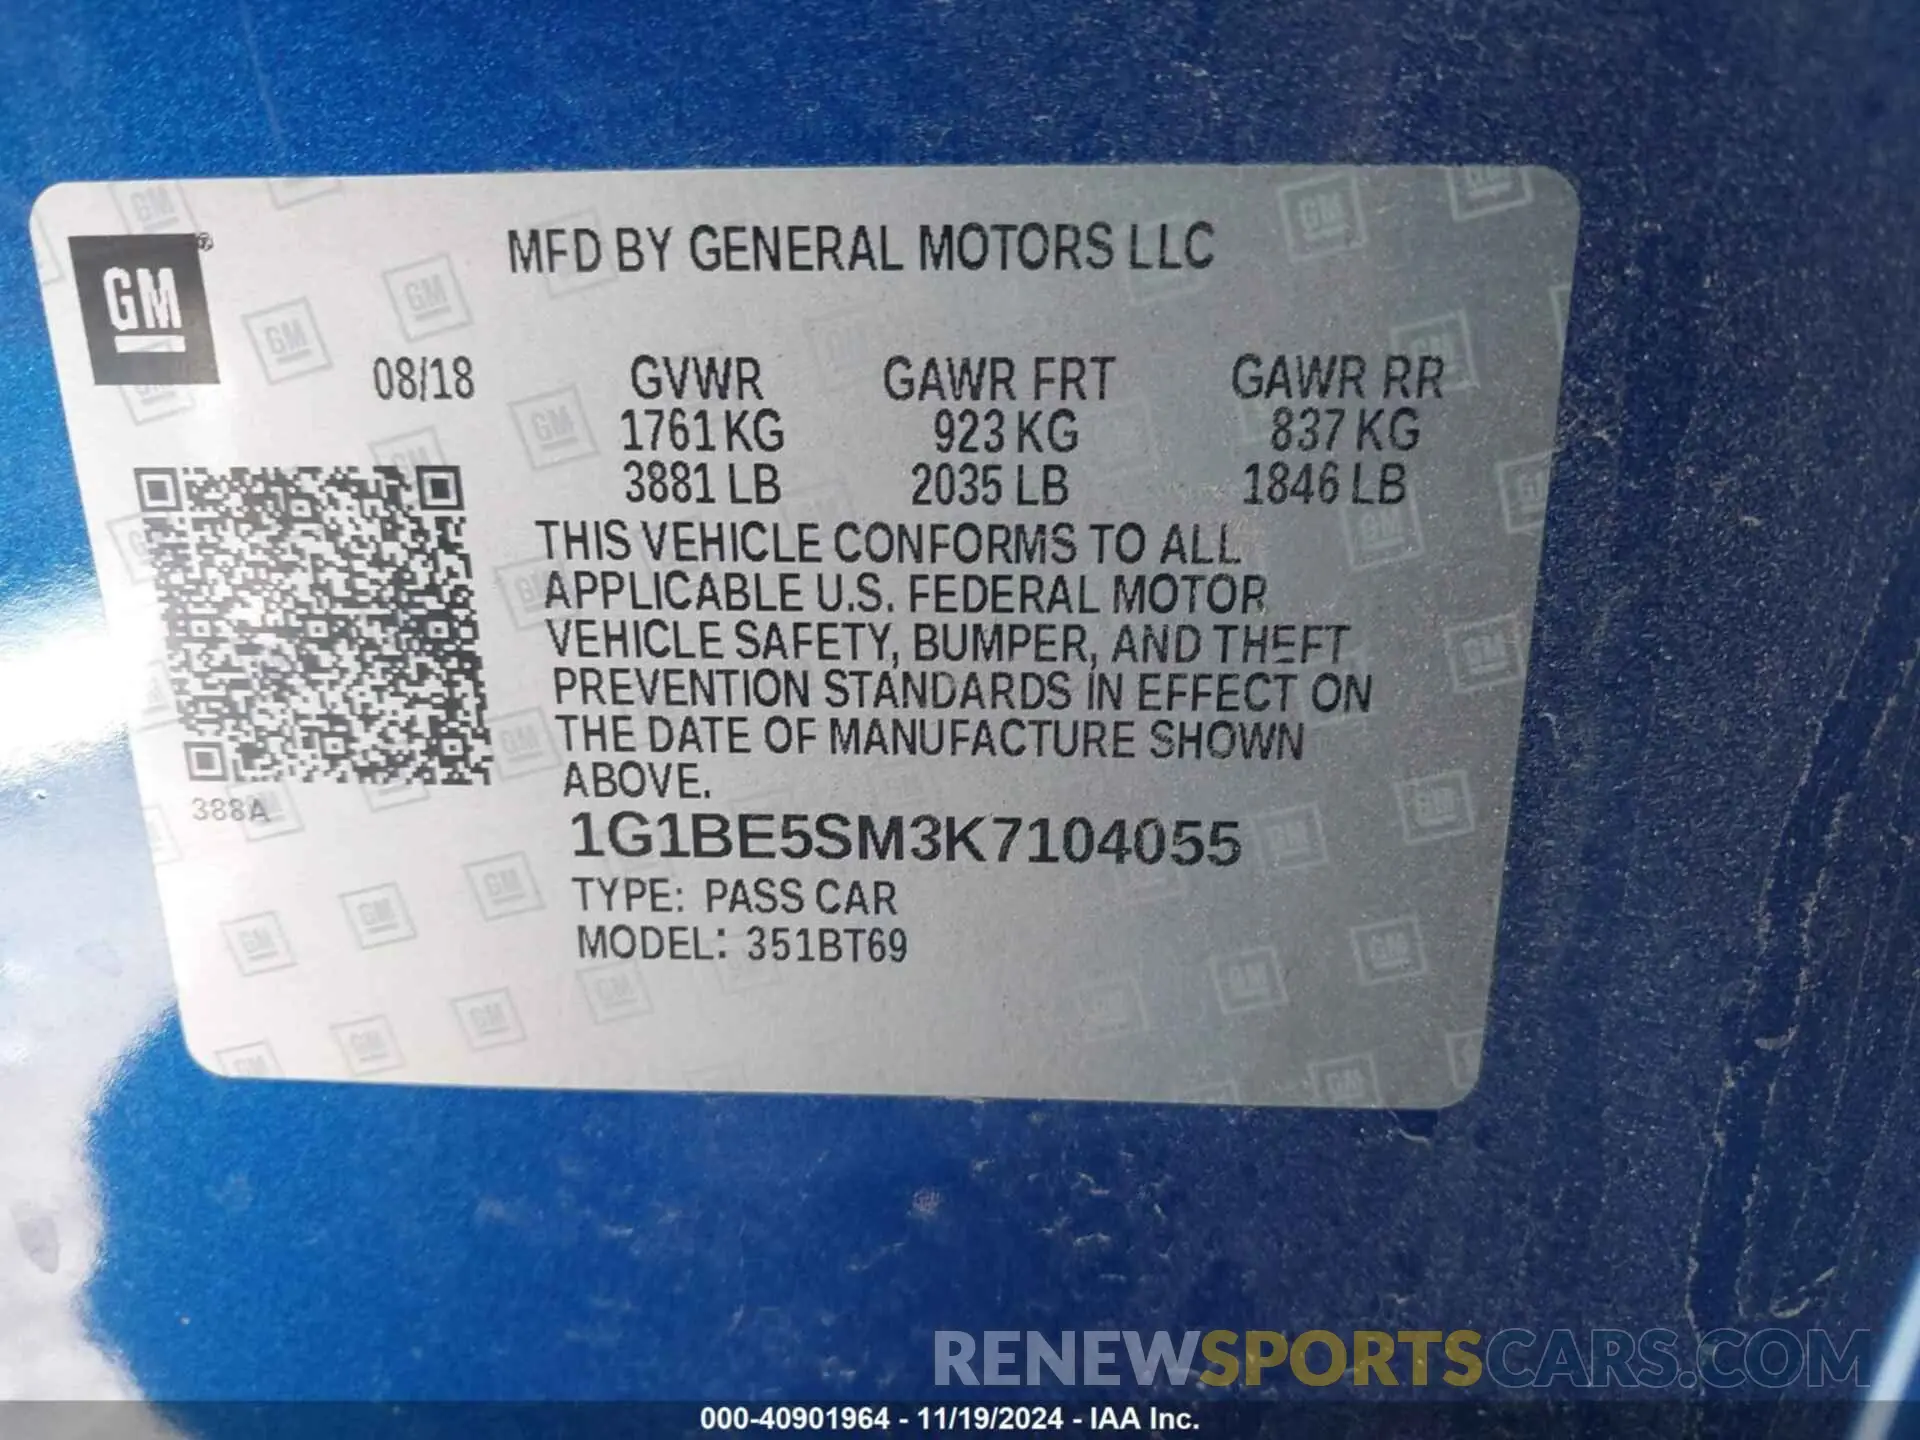 GM®
MFD BY GENERAL MOTORS LLC
08/18 GVWR GAWR FRT GAWR RR
1761 KG 923 KG 837 KG
3881 LB 2035 LB 1846 LB
THIS VEHICLE CONFORMS TO ALL
APPLICABLE U.S. FEDERAL MOTOR
VEHICLE SAFETY, BUMPER, AND THEFT
PREVENTION STANDARDS IN EFFECT ON
THE DATE OF MANUFACTURE SHOWN
ABOVE.
388A
1G1BE5SM3K7104055
TYPE: PASS CAR
MODEL: 351BT69
RENEWSPORTSCARS.COM
000-40901964 - 11/19/2024 - IAA Inc.